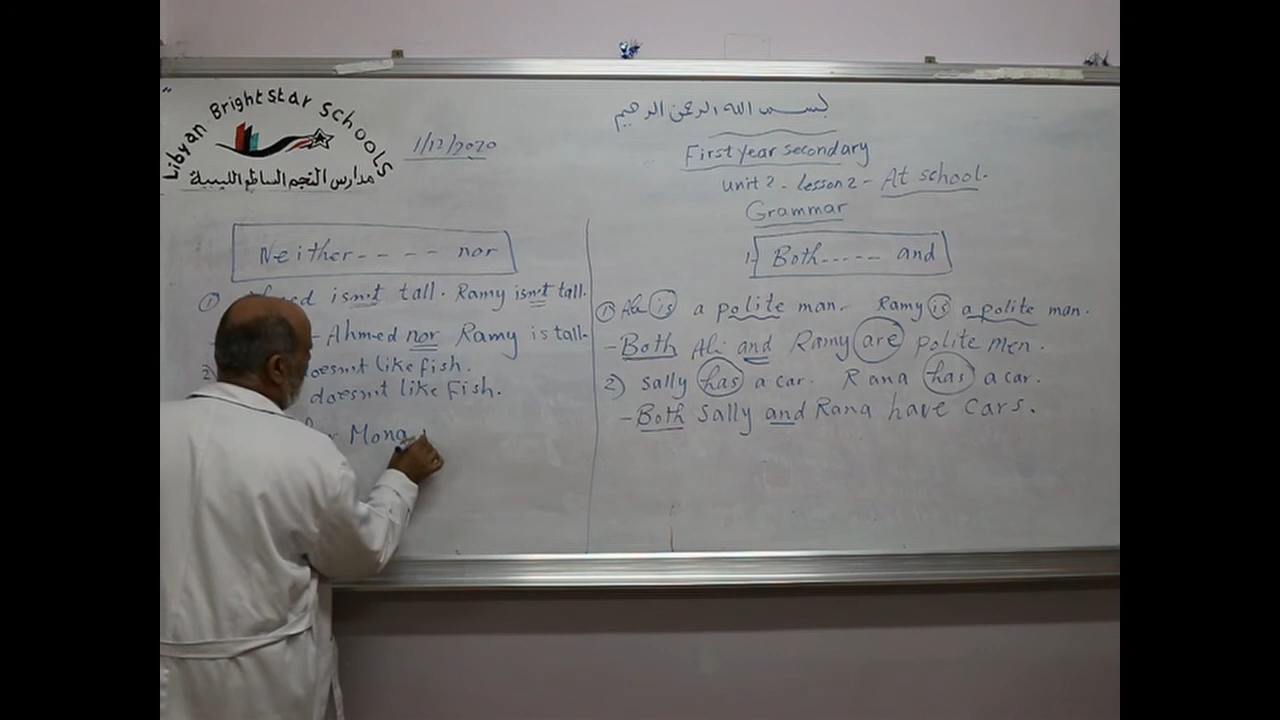 Libyan Bright star schools
مدارس النجم الساطع الليبية
1/12/2020
بسم الله الرحمن الرحيم
First year secondary
unit 2 - Lesson 2 - At school.
Grammar
Neither - - - - nor
1 isn't tall. Ramy isn't tall.
- Ahmed nor Ramy is tall.
2) doesn't like fish.
doesn't like Fish.
Mona
1- Both ----- and
1) Ali is a polite man. Ramy is a polite man.
- Both Ali and Ramy are polite men.
2) Sally has a car. Rana has a car.
- Both Sally and Rana have cars.